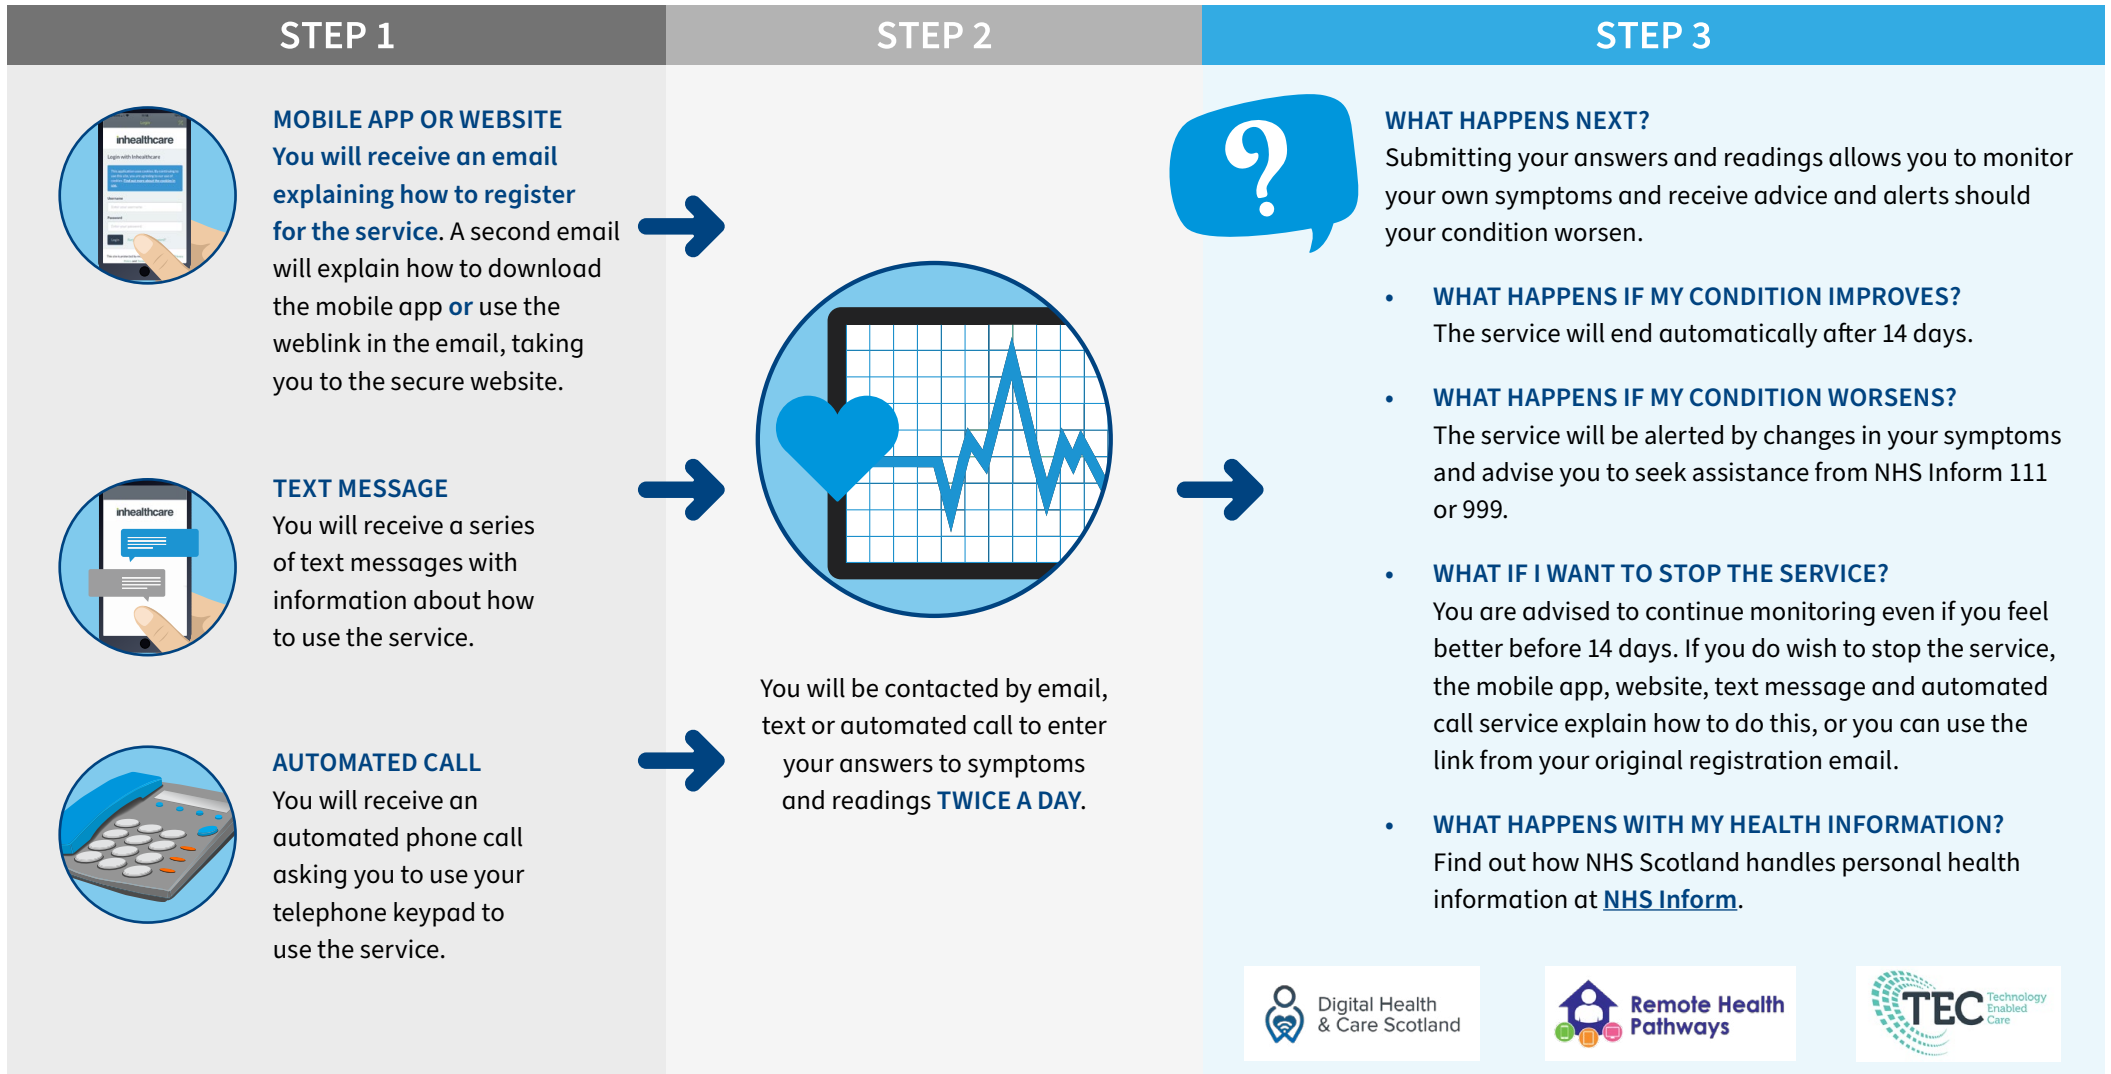 STEP 1
STEP 2
STEP 3
inhealthcare
Login with Inhealthcare
MOBILE APP OR WEBSITE
You will receive an email
explaining how to register
for the service. A second email
will explain how to download
the mobile app or use the
weblink in the email, taking
you to the secure website.
inhealthcare
TEXT MESSAGE
You will receive a series
of text messages with
information about how
to use the service.
AUTOMATED CALL
You will receive an
automated phone call
asking you to use your
telephone keypad to
use the service.
You will be contacted by email,
text or automated call to enter
your answers to symptoms
and readings TWICE A DAY.
?
WHAT HAPPENS NEXT?
Submitting your answers and readings allows you to monitor
your own symptoms and receive advice and alerts should
your condition worsen.
• WHAT HAPPENS IF MY CONDITION IMPROVES?
The service will end automatically after 14 days.
• WHAT HAPPENS IF MY CONDITION WORSENS?
The service will be alerted by changes in your symptoms
and advise you to seek assistance from NHS Inform 111
or 999.
• WHAT IF I WANT TO STOP THE SERVICE?
You are advised to continue monitoring even if you feel
better before 14 days. If you do wish to stop the service,
the mobile app, website, text message and automated
call service explain how to do this, or you can use the
link from your original registration email.
• WHAT HAPPENS WITH MY HEALTH INFORMATION?
Find out how NHS Scotland handles personal health
information at NHS Inform.
Digital Health
& Care Scotland
Remote Health
Pathways
TEC
Technology
Enabled
Care